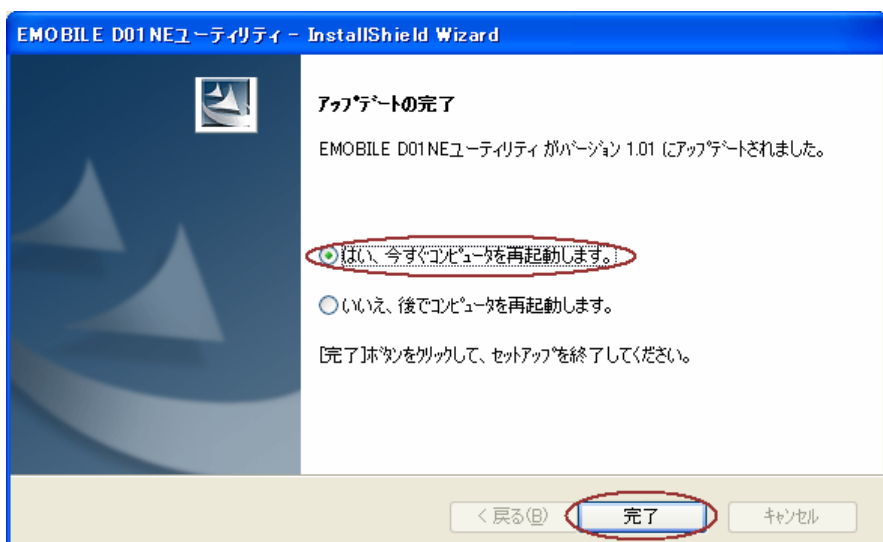 EMOBILE D01NEユーティリティ - InstallShield Wizard
アップデートの完了
EMOBILE D01NEユーティリティ がバージョン 1.01 にアップデートされました。
はい、今すぐコンピュータを再起動します。
いいえ、後でコンピュータを再起動します。
[完了]ボタンをクリックして、セットアップを終了してください。
< 戻る(B)
完了
キャンセル